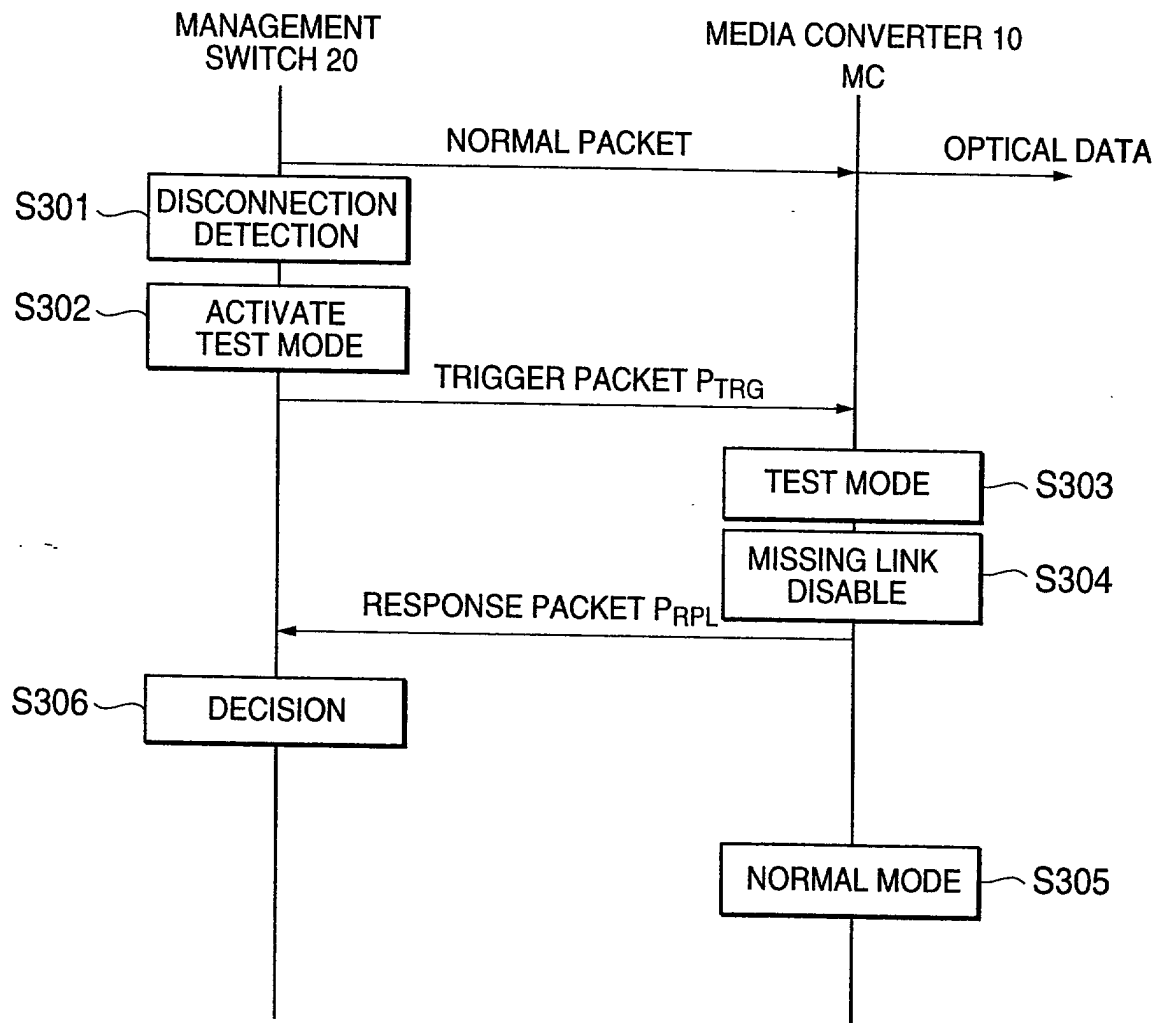 MANAGEMENT
SWITCH 20
MEDIA CONVERTER 10
MC
NORMAL PACKET
OPTICAL DATA
S301
DISCONNECTION
DETECTION
S302
ACTIVATE
TEST MODE
TRIGGER PACKET PTRG
TEST MODE
S303
MISSING LINK
DISABLE
S304
RESPONSE PACKET PRPL
S306
DECISION
NORMAL MODE
S305